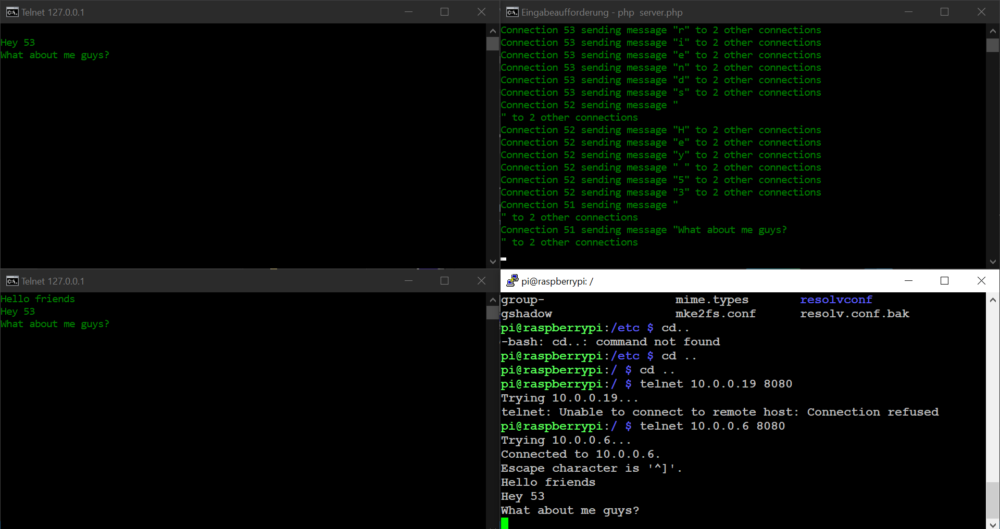 Telnet 127.0.0.1
Hey 53
What about me guys?
Eingabeaufforderung - php  server.php
Connection 53 sending message "r" to 2 other connections
Connection 53 sending message "i" to 2 other connections
Connection 53 sending message "e" to 2 other connections
Connection 53 sending message "n" to 2 other connections
Connection 53 sending message "d" to 2 other connections
Connection 53 sending message "s" to 2 other connections
Connection 52 sending message "
" to 2 other connections
Connection 52 sending message "H" to 2 other connections
Connection 52 sending message "e" to 2 other connections
Connection 52 sending message "y" to 2 other connections
Connection 52 sending message " " to 2 other connections
Connection 52 sending message "5" to 2 other connections
Connection 52 sending message "3" to 2 other connections
Connection 51 sending message "
" to 2 other connections
Connection 51 sending message "What about me guys?
" to 2 other connections
Telnet 127.0.0.1
Hello friends
Hey 53
What about me guys?
pi@raspberrypi: /
group- mime.types resolvconf
gshadow mke2fs.conf resolv.conf.bak
pi@raspberrypi:/etc $ cd..
-bash: cd..: command not found
pi@raspberrypi:/etc $ cd ..
pi@raspberrypi:/ $ cd ..
pi@raspberrypi:/ $ telnet 10.0.0.19 8080
Trying 10.0.0.19...
telnet: Unable to connect to remote host: Connection refused
pi@raspberrypi:/ $ telnet 10.0.0.6 8080
Trying 10.0.0.6...
Connected to 10.0.0.6.
Escape character is '^]'.
Hello friends
Hey 53
What about me guys?